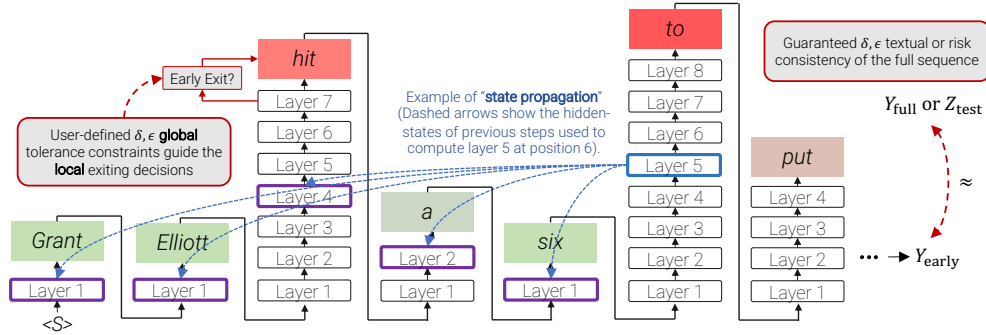 hit
Early Exit?
Layer 7
Layer 6
Layer 5
Layer 4
Layer 3
Layer 2
Layer 1
User-defined δ, ϵ global
tolerance constraints guide the
local exiting decisions
Grant
Layer 1
<S>
Elliott
Layer 1
Example of “state propagation”
(Dashed arrows show the hidden-
states of previous steps used to
compute layer 5 at position 6).
a
Layer 2
Layer 1
six
Layer 1
to
Layer 8
Layer 7
Layer 6
Layer 5
Layer 4
Layer 3
Layer 2
Layer 1
put
Layer 4
Layer 3
Layer 2
Layer 1
Guaranteed δ, ϵ textual or risk
consistency of the full sequence
Y_full or Z_test
≈
••• Y_early